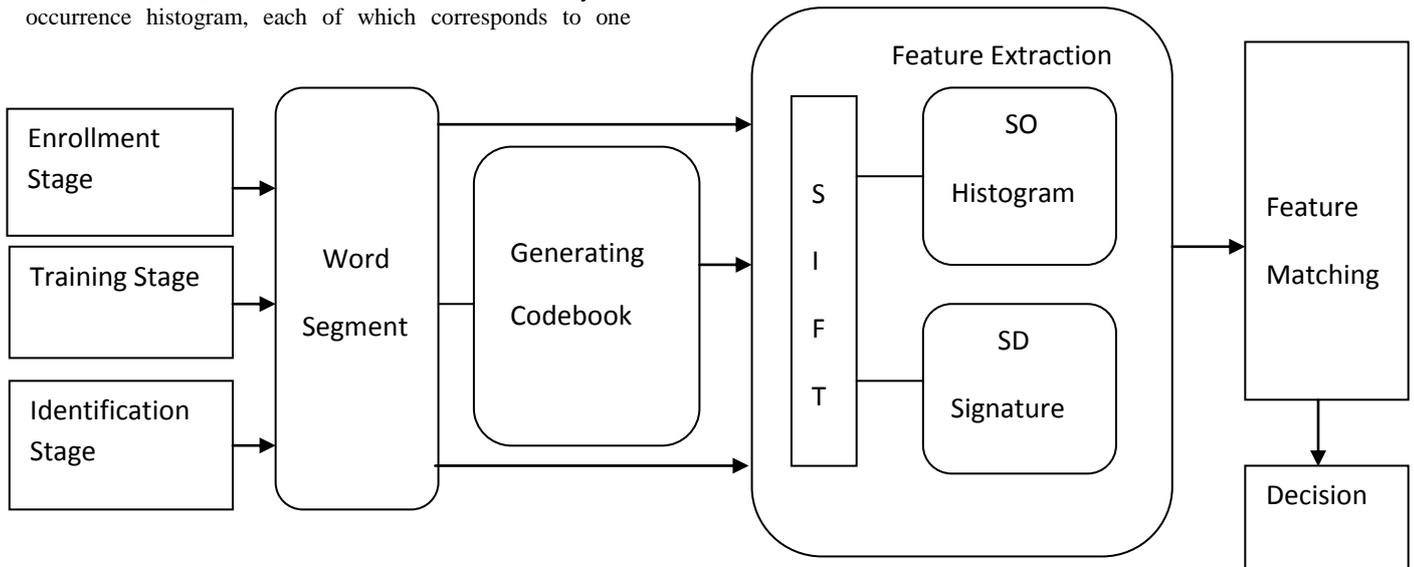 occurrence histogram, each of which corresponds to one
Feature Extraction
Enrollment
Stage
Training Stage
Identification
Stage
Word
Segment
Generating
Codebook
S
I
F
T
SO
Histogram
SD
Signature
Feature
Matching
Decision